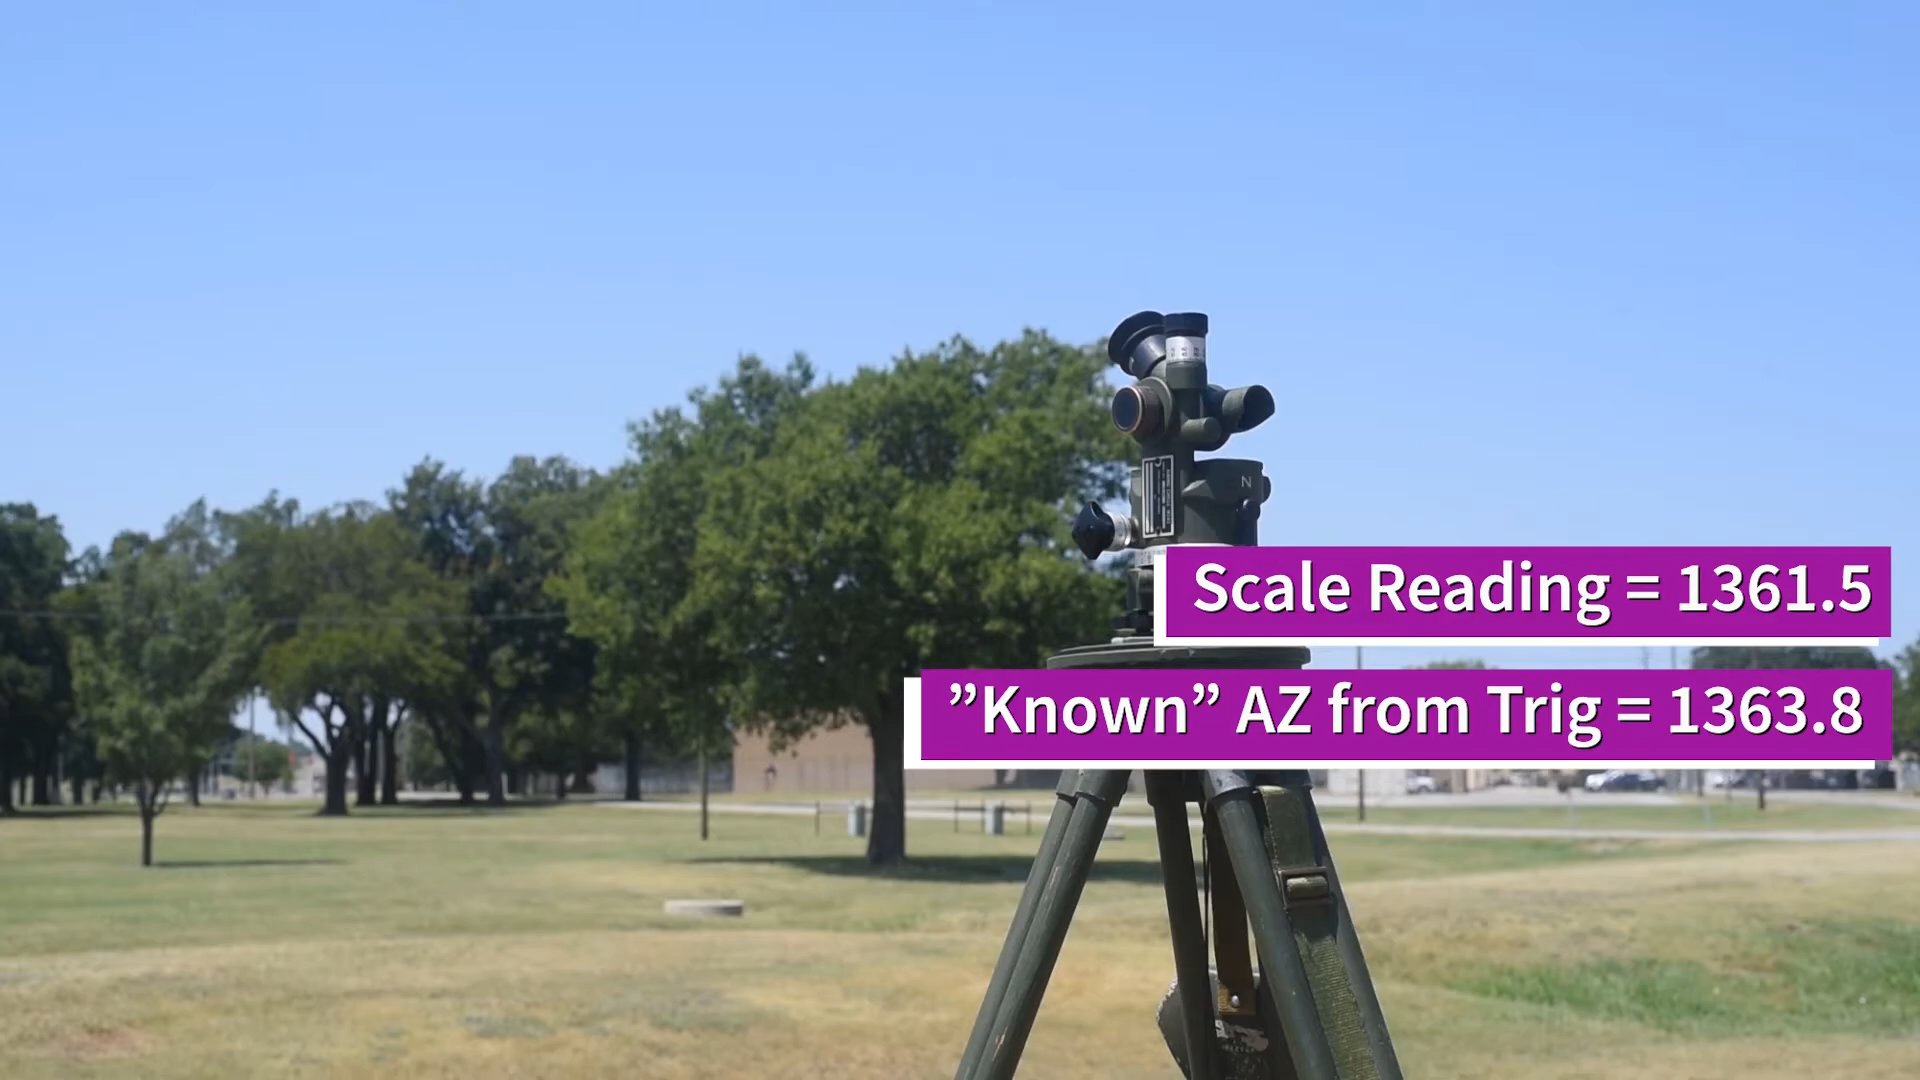 N
Scale Reading = 1361.5
”Known” AZ from Trig = 1363.8